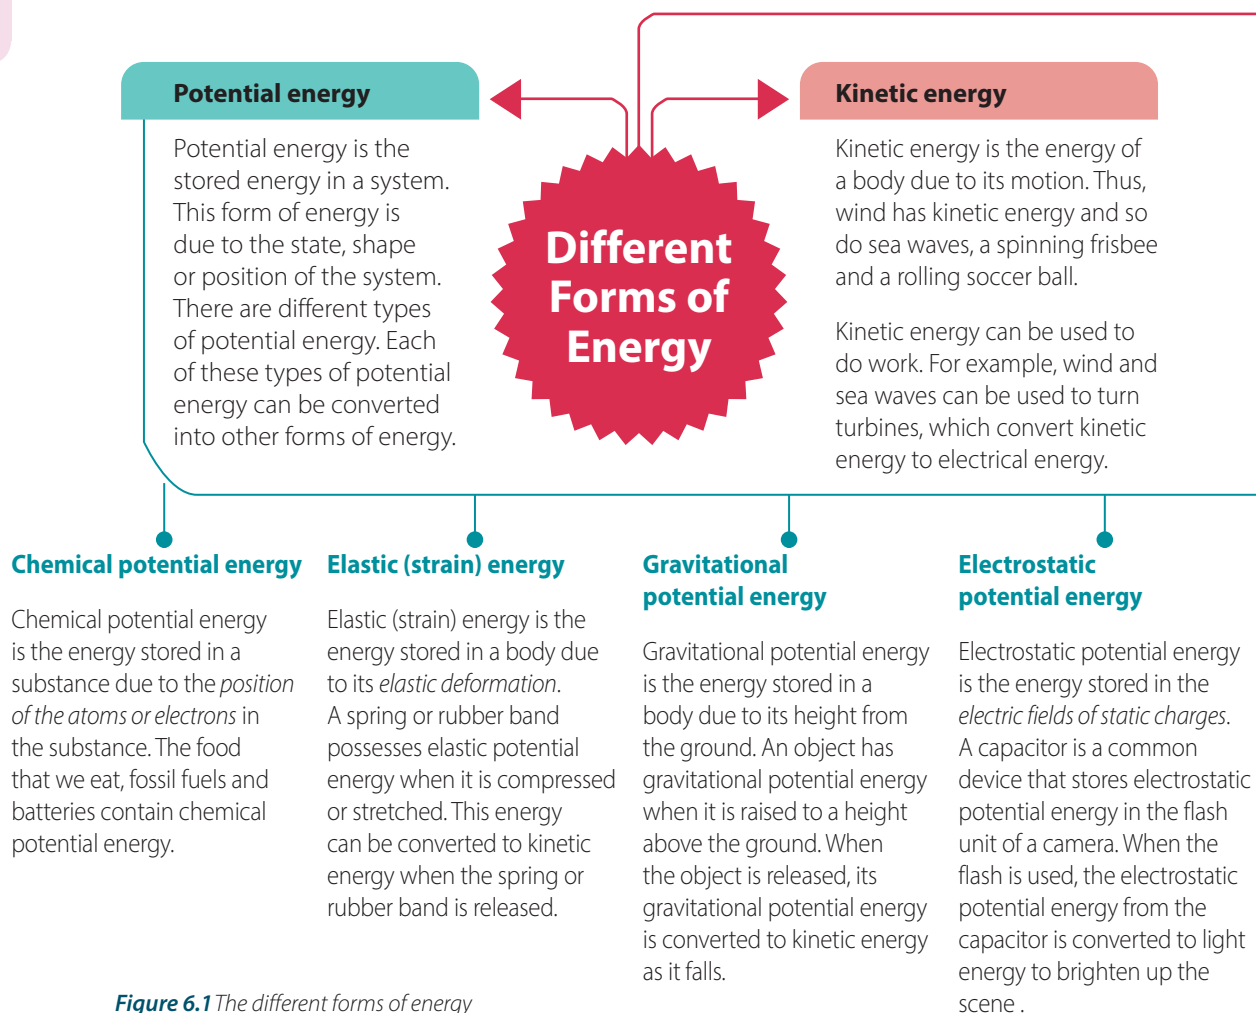 Potential energy
Potential energy is the
stored energy in a system.
This form of energy is
due to the state, shape
or position of the system.
There are different types
of potential energy. Each
of these types of potential
energy can be converted
into other forms of energy.
Different
Forms of
Energy
Kinetic energy
Kinetic energy is the energy of
a body due to its motion. Thus,
wind has kinetic energy and so
do sea waves, a spinning frisbee
and a rolling soccer ball.
Kinetic energy can be used to
do work. For example, wind and
sea waves can be used to turn
turbines, which convert kinetic
energy to electrical energy.
Chemical potential energy
Chemical potential energy
is the energy stored in a
substance due to the position
of the atoms or electrons in
the substance. The food
that we eat, fossil fuels and
batteries contain chemical
potential energy.
Elastic (strain) energy
Elastic (strain) energy is the
energy stored in a body due
to its elastic deformation.
A spring or rubber band
possesses elastic potential
energy when it is compressed
or stretched. This energy
can be converted to kinetic
energy when the spring or
rubber band is released.
Gravitational
potential energy
Gravitational potential energy
is the energy stored in a
body due to its height from
the ground. An object has
gravitational potential energy
when it is raised to a height
above the ground. When
the object is released, its
gravitational potential energy
is converted to kinetic energy
as it falls.
Electrostatic
potential energy
Electrostatic potential energy
is the energy stored in the
electric fields of static charges.
A capacitor is a common
device that stores electrostatic
potential energy in the flash
unit of a camera. When the
flash is used, the electrostatic
potential energy from the
capacitor is converted to light
energy to brighten up the
scene .
Figure 6.1 The different forms of energy